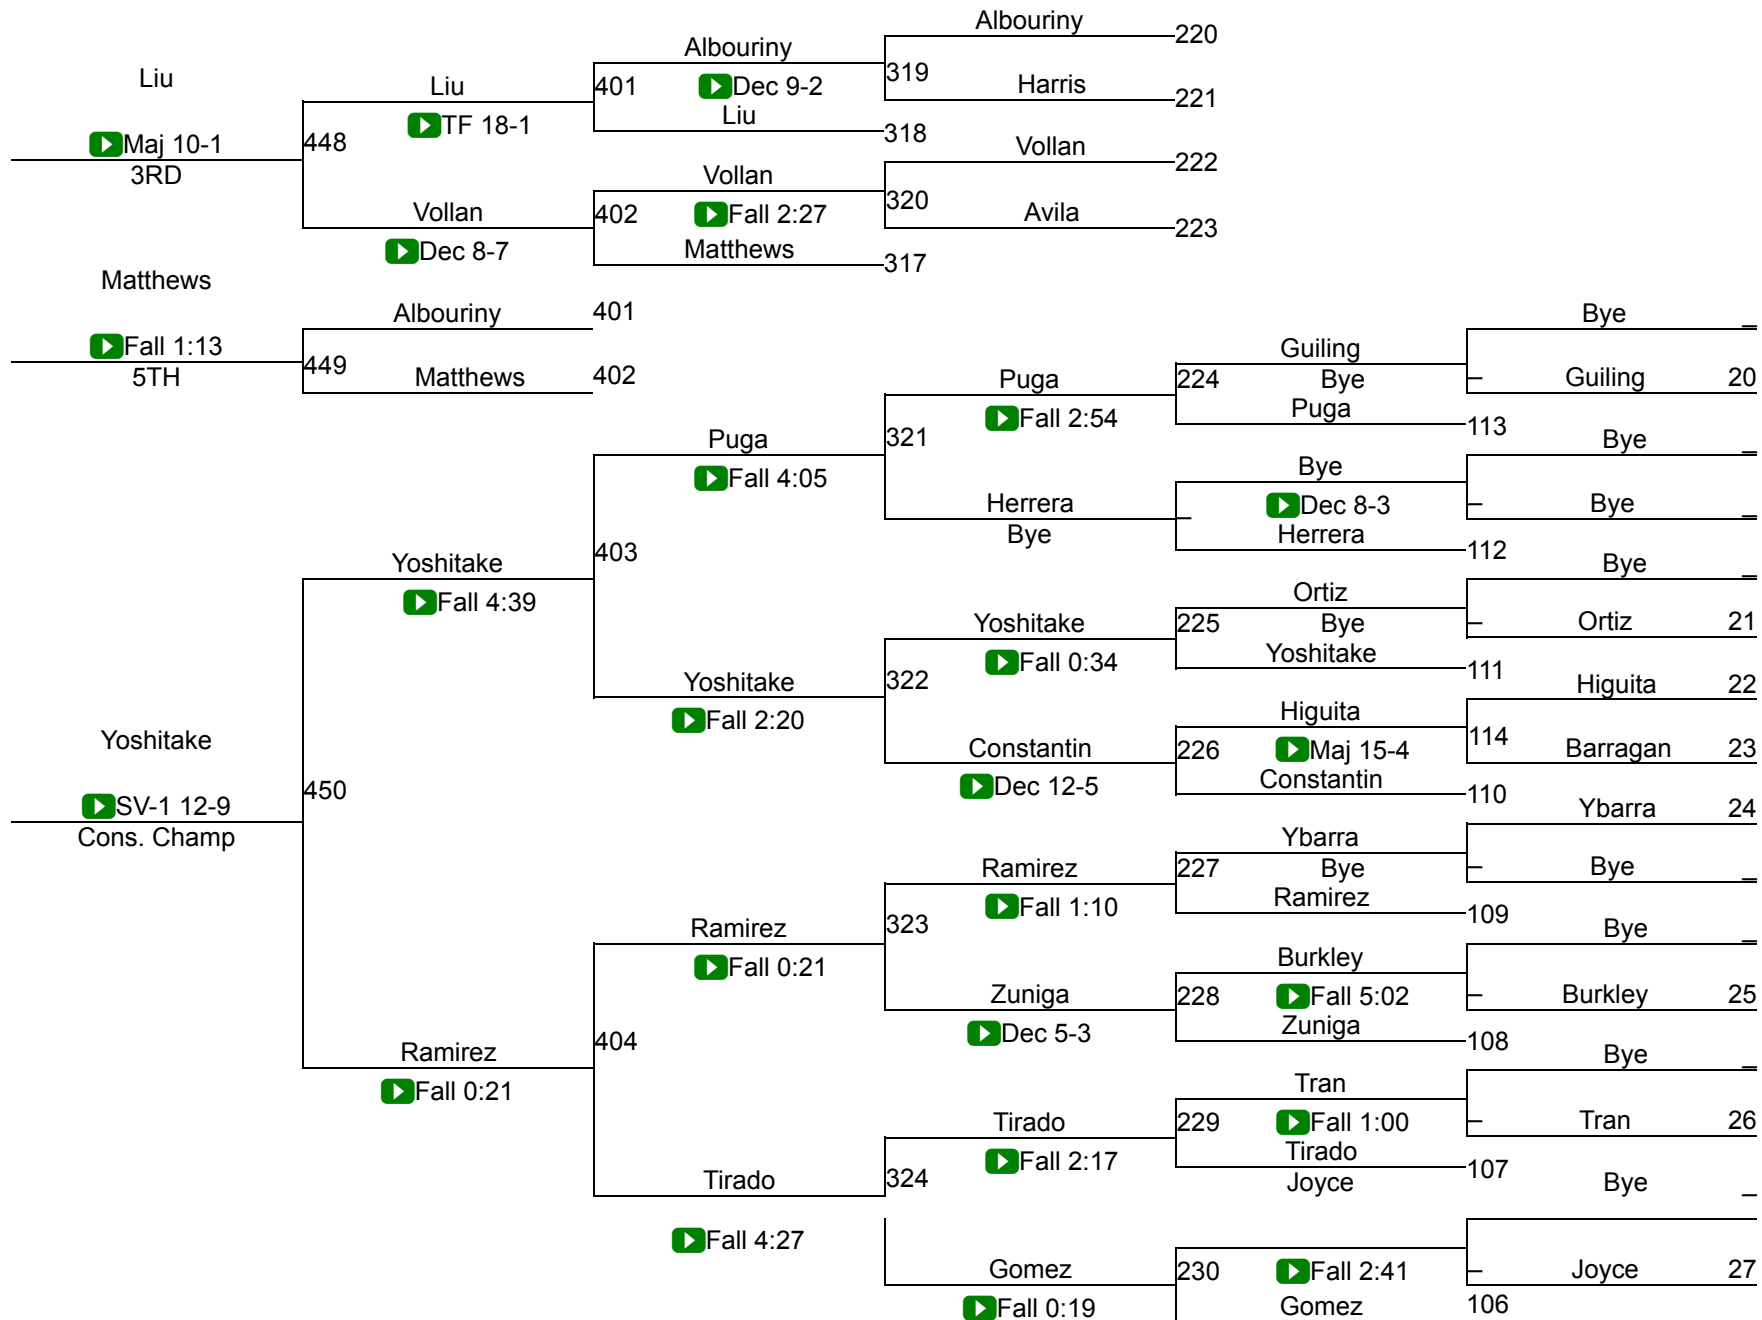 Albouriny 220
Albouriny
Liu 319
Liu 401 Dec 9-2 Harris 221
TF 18-1 Liu 318
Maj 10-1 448 Vollan 222
3RD Vollan
Vollan 402 Fall 2:27 320 Avila 223
Dec 8-7 Matthews 317
Matthews
Albouriny 401 Bye _
Fall 1:13 Guiling
5TH 449 Matthews 402 Puga 224 Bye – Guiling 20
Fall 2:54 Puga 113
Puga 321 Bye _
Fall 4:05 Bye
Herrera – Dec 8-3 – Bye _
Bye Herrera 112
Yoshitake 403 Bye _
Fall 4:39 Ortiz
Yoshitake 225 Bye – Ortiz 21
Fall 0:34 Yoshitake 111
Yoshitake 322 Higuita 22
Fall 2:20 Higuita
Yoshitake Constantin 226 Maj 15-4 114 Barragan 23
Dec 12-5 Constantin 110
SV-1 12-9 450 Ybarra 24
Cons. Champ Ybarra
Ramirez 227 Bye – Bye _
Fall 1:10 Ramirez 109
Ramirez 323 Bye _
Fall 0:21 Burkley
Zuniga 228 Fall 5:02 – Burkley 25
Dec 5-3 Zuniga 108
Ramirez 404 Bye _
Fall 0:21 Tran
Tirado 229 Fall 1:00 – Tran 26
Fall 2:17 Tirado 107
Tirado 324 Joyce Bye _
Fall 4:27
Gomez 230 Fall 2:41 – Joyce 27
Fall 0:19 Gomez 106